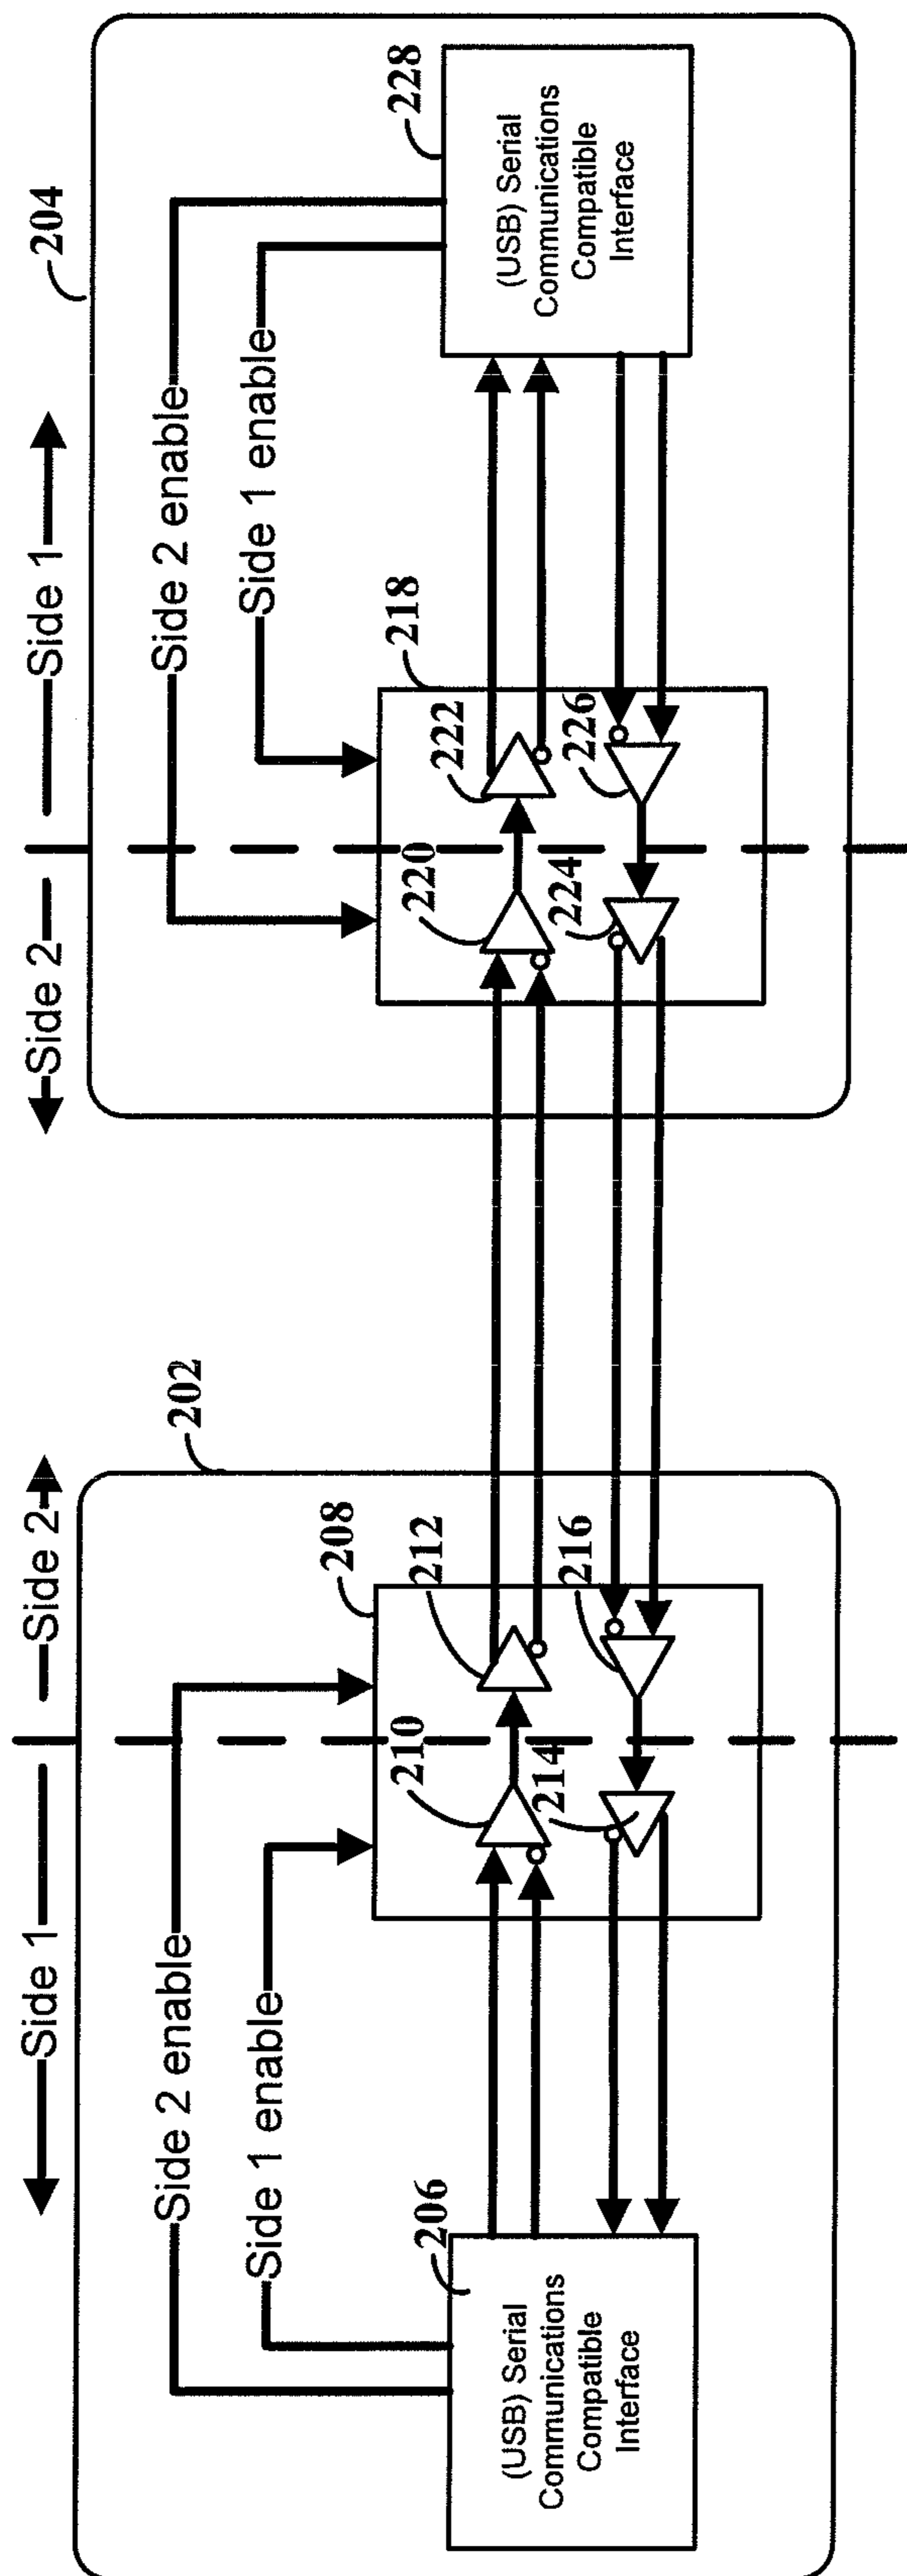 Side 1
Side 2
202
Side 2 enable
Side 1 enable
206
(USB) Serial
Communications
Compatible
Interface
208
210
212
214
216
Side 2
Side 1
204
Side 2 enable
Side 1 enable
218
220
222
224
226
228
(USB) Serial
Communications
Compatible
Interface